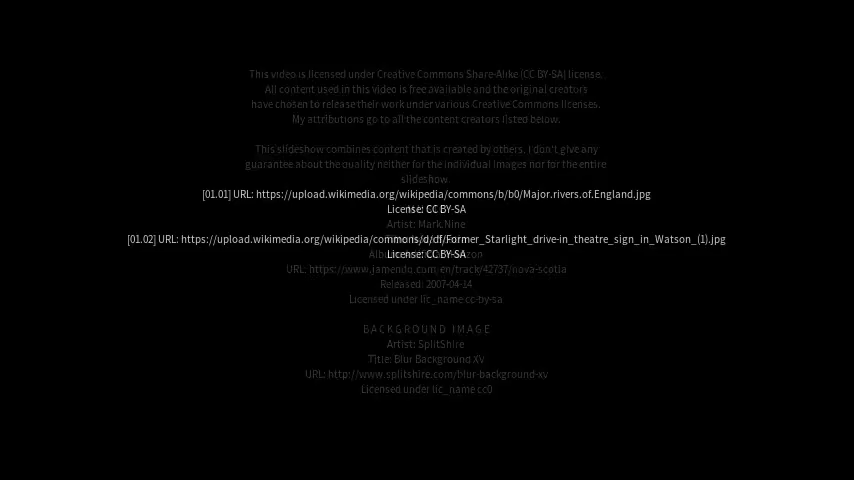 This video is licensed under Creative Commons Share-Alike (CC BY-SA) license.
All content used in this video is free available and the original creators
have chosen to release their work under various Creative Commons licenses.
My attributions go to all the content creators listed below.
This slideshow combines content that is created by others. I don't give any
guarantee about the quality neither for the individual images nor for the entire
slideshow.
[01.01] URL: https://upload.wikimedia.org/wikipedia/commons/b/b0/Major.rivers.of.England.jpg
License: CC BY-SA
Artist: Mark Nine
[01.02] URL: https://upload.wikimedia.org/wikipedia/commons/d/df/Former_Starlight_drive-in_theatre_sign_in_Watson_(1).jpg
License: CC BY-SA
URL: https://www.jamendo.com/en/track/42737/nova-scotia
Released: 2007-04-14
Licensed under lic_name cc-by-sa
BACKGROUND IMAGE
Artist: SplitShire
Title: Blur Background XV
URL: http://www.splitshire.com/blur-background-xv
Licensed under lic_name cc0